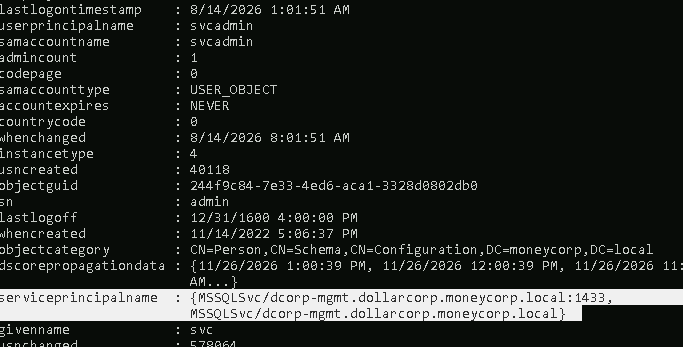 lastlogontimestamp : 8/14/2026 1:01:51 AM
userprincipalname : svcadmin
samaccountname : svcadmin
admincount : 1
codepage : 0
samaccounttype : USER_OBJECT
accountexpires : NEVER
countrycode : 0
whenchanged : 8/14/2026 8:01:51 AM
instancetype : 4
usncreated : 40118
objectguid : 244f9c84-7e33-4ed6-aca1-3328d0802db0
sn : admin
lastlogoff : 12/31/1600 4:00:00 PM
whencreated : 11/14/2022 5:06:37 PM
objectcategory : CN=Person,CN=Schema,CN=Configuration,DC=moneycorp,DC=local
dscorepropagationdata : {11/26/2026 1:00:39 PM, 11/26/2026 12:00:39 PM, 11/26/2026 11:
AM...}
serviceprincipalname : {MSSQLSvc/dcorp-mgmt.dollarcorp.moneycorp.local:1433,
MSSQLSvc/dcorp-mgmt.dollarcorp.moneycorp.local}
givenname : svc
usnchanged : 578064